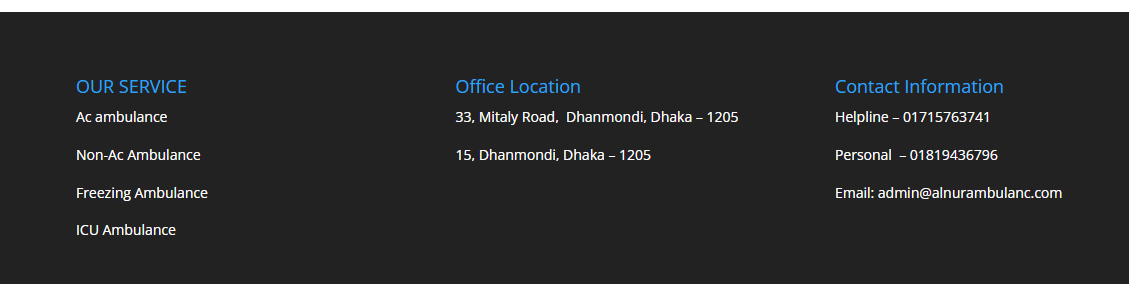 OUR SERVICE
Ac ambulance
Non-Ac Ambulance
Freezing Ambulance
ICU Ambulance
Office Location
33, Mitaly Road,  Dhanmondi, Dhaka – 1205
15, Dhanmondi, Dhaka – 1205
Contact Information
Helpline – 01715763741
Personal  – 01819436796
Email: admin@alnurambulanc.com